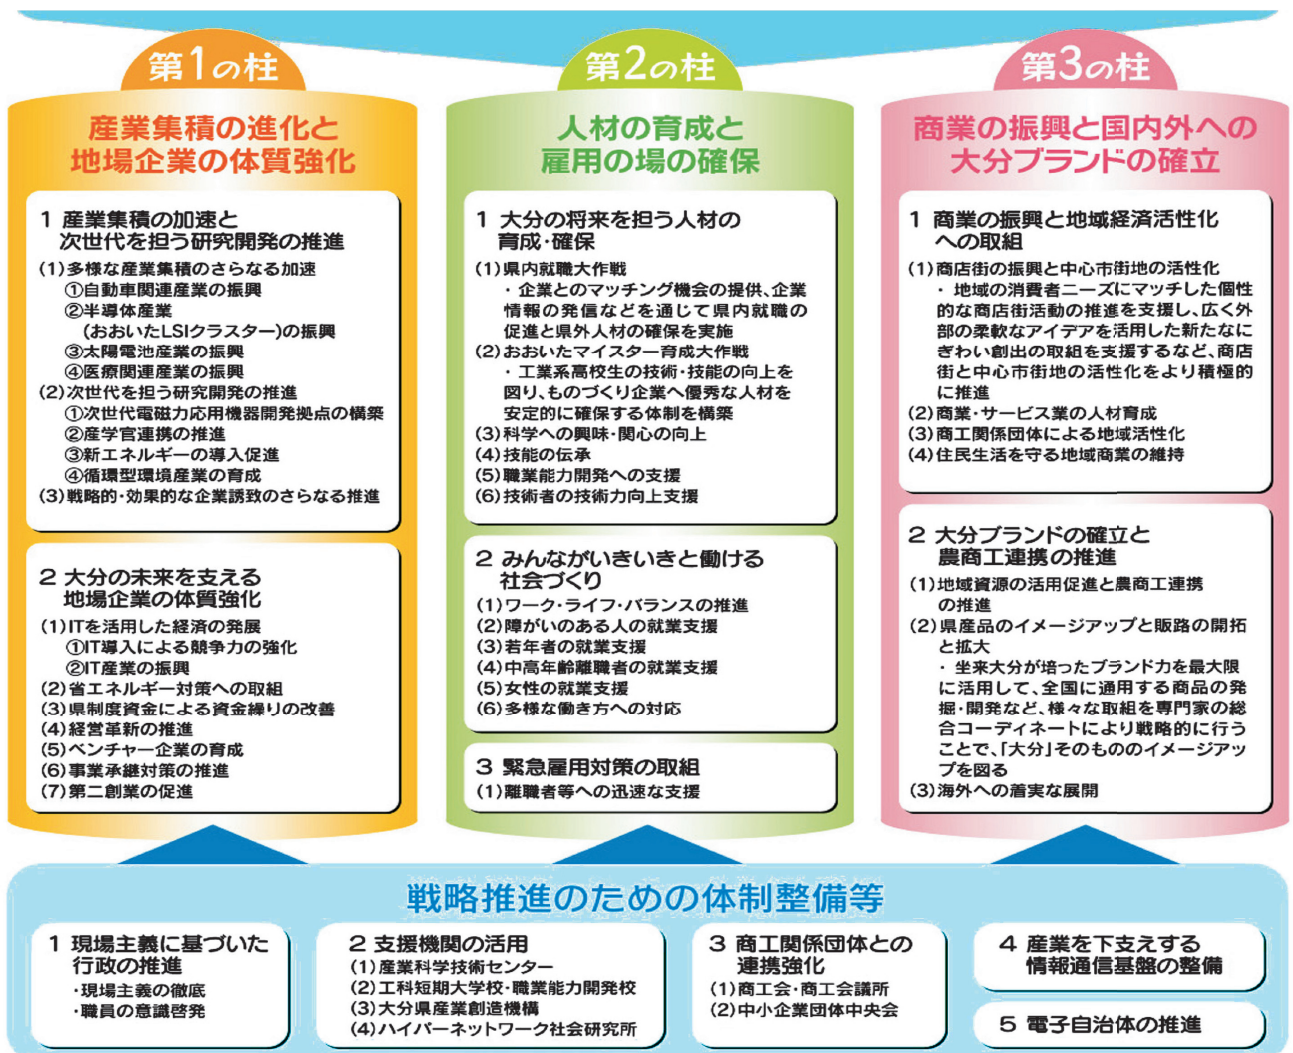 第1の柱
産業集積の進化と
地場企業の体質強化
1 産業集積の加速と
次世代を担う研究開発の推進
(1)多様な産業集積のさらなる加速
①自動車関連産業の振興
②半導体産業
(おおいたLSIクラスター)の振興
③太陽電池産業の振興
④医療関連産業の振興
(2)次世代を担う研究開発の推進
①次世代電磁力応用機器開発拠点の構築
②産学官連携の推進
③新エネルギーの導入促進
④循環型環境産業の育成
(3)戦略的・効果的な企業誘致のさらなる推進
2 大分の未来を支える
地場企業の体質強化
(1)ITを活用した経済の発展
①IT導入による競争力の強化
②IT産業の振興
(2)省エネルギー対策への取組
(3)県制度資金による資金繰りの改善
(4)経営革新の推進
(5)ベンチャー企業の育成
(6)事業承継対策の推進
(7)第二創業の促進
第2の柱
人材の育成と
雇用の場の確保
1 大分の将来を担う人材の
育成・確保
(1)県内就職大作戦
・企業とのマッチング機会の提供、企業
情報の発信などを通じて県内就職の
促進と県外人材の確保を実施
(2)おおいたマイスター育成大作戦
・工業系高校生の技術・技能の向上を
図り、ものづくり企業へ優秀な人材を
安定的に確保する体制を構築
(3)科学への興味・関心の向上
(4)技能の伝承
(5)職業能力開発への支援
(6)技術者の技術力向上支援
2 みんながいきいきと働ける
社会づくり
(1)ワーク・ライフ・バランスの推進
(2)障がいのある人の就業支援
(3)若年者の就業支援
(4)中高年齢離職者の就業支援
(5)女性の就業支援
(6)多様な働き方への対応
3 緊急雇用対策の取組
(1)離職者等への迅速な支援
第3の柱
商業の振興と国内外への
大分ブランドの確立
1 商業の振興と地域経済活性化
への取組
(1)商店街の振興と中心市街地の活性化
・地域の消費者ニーズにマッチした個性
的な商店街活動の推進を支援し、広く外
部の柔軟なアイデアを活用した新たなに
ぎわい創出の取組を支援するなど、商店
街と中心市街地の活性化をより積極的
に推進
(2)商業・サービス業の人材育成
(3)商工関係団体による地域活性化
(4)住民生活を守る地域商業の維持
2 大分ブランドの確立と
農商工連携の推進
(1)地域資源の活用促進と農商工連携
の推進
(2)県産品のイメージアップと販路の開拓
と拡大
・坐来大分が培ったブランド力を最大限
に活用して、全国に通用する商品の発
掘・開発など、様々な取組を専門家の総
合コーディネートにより戦略的に行う
ことで、「大分」そのもののイメージアッ
プを図る
(3)海外への着実な展開
戦略推進のための体制整備等
1 現場主義に基づいた
行政の推進
・現場主義の徹底
・職員の意識啓発
2 支援機関の活用
(1)産業科学技術センター
(2)工科短期大学校・職業能力開発校
(3)大分県産業創造機構
(4)ハイパーネットワーク社会研究所
3 商工関係団体との
連携強化
(1)商工会・商工会議所
(2)中小企業団体中央会
4 産業を下支えする
情報通信基盤の整備
5 電子自治体の推進